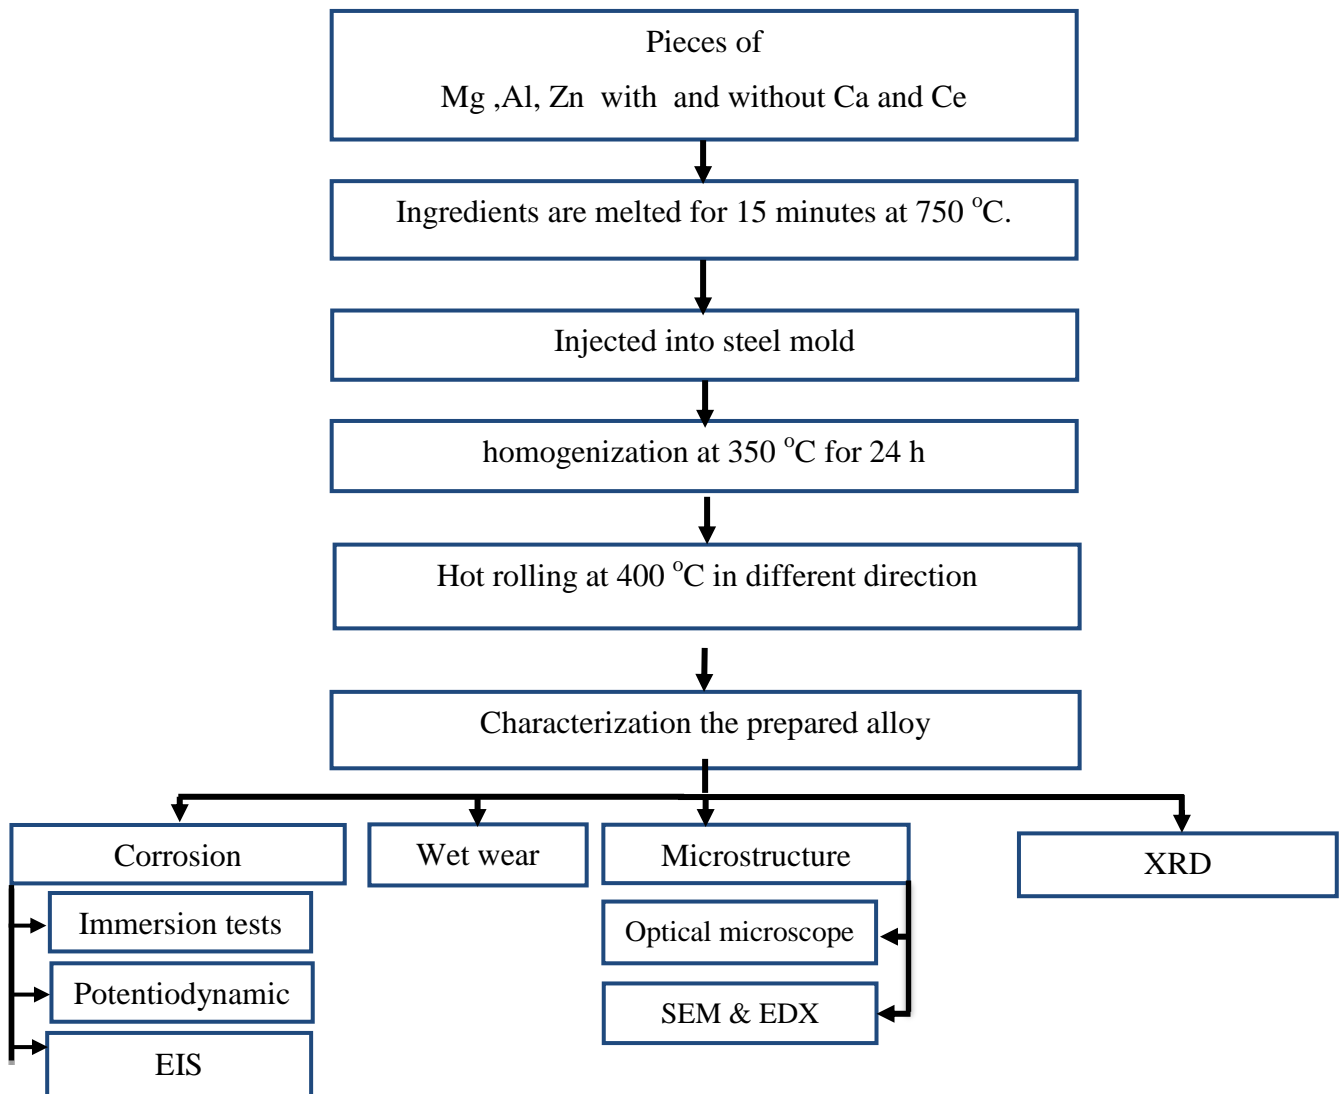 Pieces of
Mg ,Al, Zn with and without Ca and Ce
Ingredients are melted for 15 minutes at 750 °C.
Injected into steel mold
homogenization at 350 °C for 24 h
Hot rolling at 400 °C in different direction
Characterization the prepared alloy
Corrosion
Wet wear
Microstructure
XRD
Immersion tests
Optical microscope
Potentiodynamic
SEM & EDX
EIS